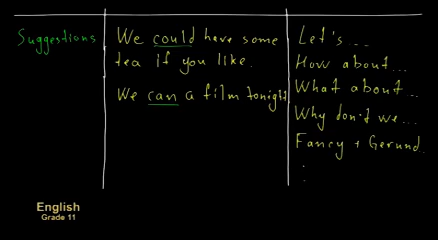 Suggestions
We could have some
tea if you like.
We can a film tonight
Let's...
How about...
What about...
Why don't we...
Fancy + Gerund
English
Grade 11